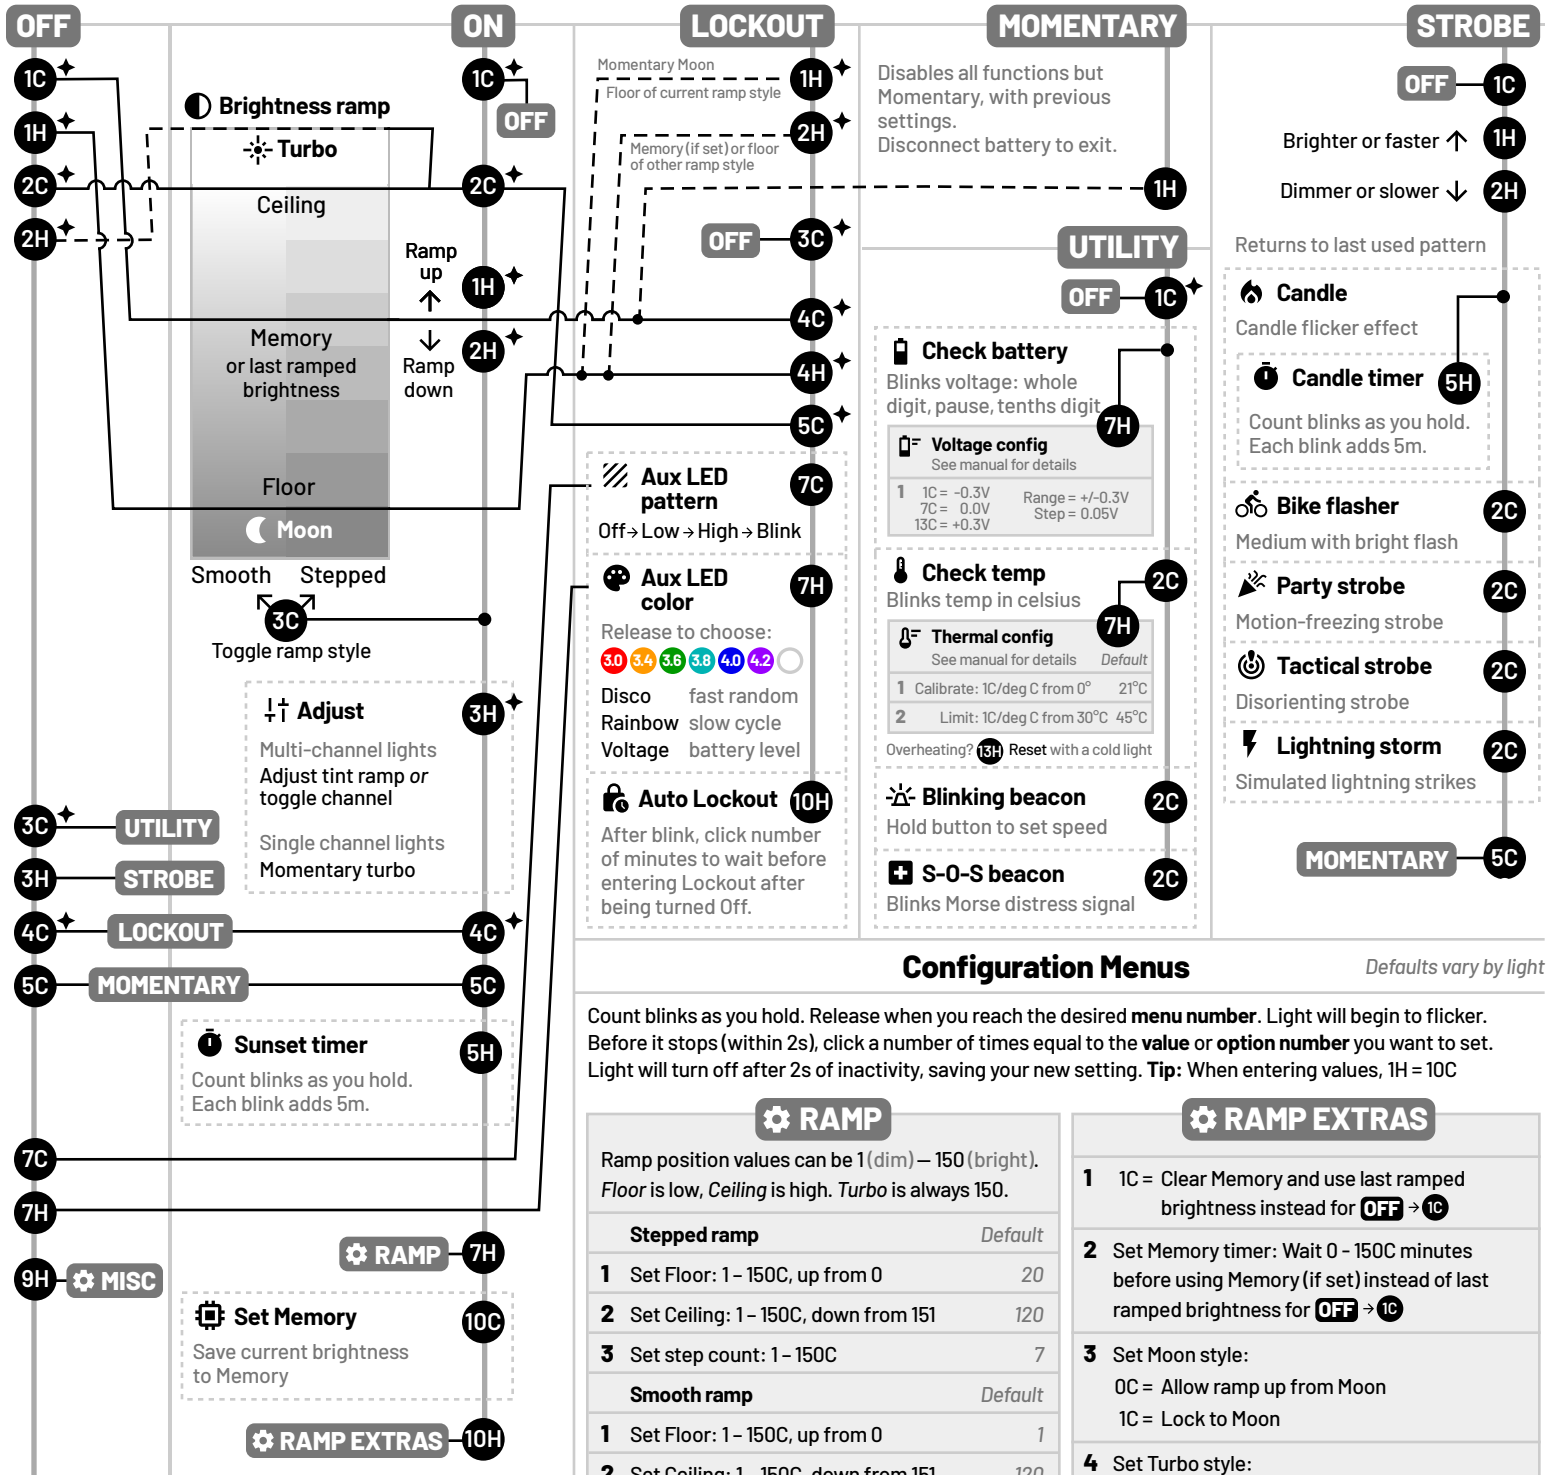 OFF
ON
LOCKOUT
MOMENTARY
STROBE
1C
1H
2C
2H
Brightness ramp
Turbo
Ceiling
Memory
or last ramped
brightness
Floor
Moon
Smooth Stepped
3C
Toggle ramp style
1C
OFF
2C
Ramp
up
1H
2H
Ramp
down
Adjust
3H
Multi-channel lights
Adjust tint ramp or
toggle channel
Single channel lights
Momentary turbo
3C UTILITY
3H STROBE
4C LOCKOUT 4C
5C MOMENTARY 5C
Sunset timer
5H
Count blinks as you hold.
Each blink adds 5m.
7C
7H
RAMP 7H
9H MISC
Set Memory
10C
Save current brightness
to Memory
RAMP EXTRAS 10H
Momentary Moon
1H
Floor of current ramp style
2H
Memory (if set) or floor
of other ramp style
OFF 3C
4C
4H
5C
Aux LED
pattern
7C
Off→Low→High→Blink
Aux LED
color
7H
Release to choose:
3.0 3.4 3.6 3.8 4.0 4.2
Disco fast random
Rainbow slow cycle
Voltage battery level
Auto Lockout 10H
After blink, click number
of minutes to wait before
entering Lockout after
being turned Off.
Disables all functions but
Momentary, with previous
settings.
Disconnect battery to exit.
1H
UTILITY
OFF 1C
Check battery
Blinks voltage: whole
digit, pause, tenths digit
7H
Voltage config
See manual for details
1 1C = -0.3V
7C = 0.0V
13C = +0.3V
Range = +/-0.3V
Step = 0.05V
Check temp 2C
Blinks temp in celsius
7H
Thermal config
See manual for details Default
1 Calibrate: 1C/deg C from 0° 21°C
2 Limit: 1C/deg C from 30°C 45°C
Overheating? 13H Reset with a cold light
Blinking beacon 2C
Hold button to set speed
S-O-S beacon 2C
Blinks Morse distress signal
OFF 1C
Brighter or faster ↑ 1H
Dimmer or slower ↓ 2H
Returns to last used pattern
Candle
Candle flicker effect
Candle timer 5H
Count blinks as you hold.
Each blink adds 5m.
Bike flasher 2C
Medium with bright flash
Party strobe 2C
Motion-freezing strobe
Tactical strobe 2C
Disorienting strobe
Lightning storm 2C
Simulated lightning strikes
MOMENTARY 5C
Configuration Menus Defaults vary by light
Count blinks as you hold. Release when you reach the desired menu number. Light will begin to flicker.
Before it stops (within 2s), click a number of times equal to the value or option number you want to set.
Light will turn off after 2s of inactivity, saving your new setting. Tip: When entering values, 1H = 10C
RAMP
Ramp position values can be 1 (dim) – 150 (bright).
Floor is low, Ceiling is high. Turbo is always 150.
Stepped ramp Default
1 Set Floor: 1 – 150C, up from 0 20
2 Set Ceiling: 1 – 150C, down from 151 120
3 Set step count: 1 – 150C 7
Smooth ramp Default
1 Set Floor: 1 – 150C, up from 0 1
2 Set Ceiling: 1 – 150C, down from 151 120
RAMP EXTRAS
1 1C = Clear Memory and use last ramped
brightness instead for OFF → 1C
2 Set Memory timer: Wait 0 - 150C minutes
before using Memory (if set) instead of last
ramped brightness for OFF → 1C
3 Set Moon style:
0C = Allow ramp up from Moon
1C = Lock to Moon
4 Set Turbo style: